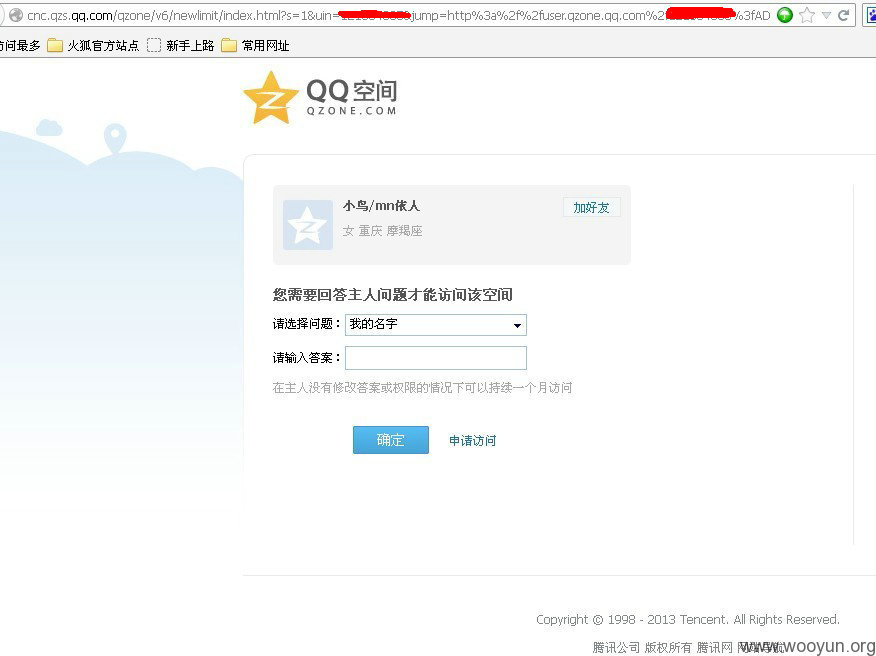 cnc.qzs.qq.com/qzone/v6/newlimit/index.html?s=1&uin= jump=http%3a%2f%2fuser.qzone.qq.com%2f %3fAD
访问最多 火狐官方站点 新手上路 常用网址
QQ空间
QZONE.COM
小鸟/mn依人
加好友
女 重庆 摩羯座
您需要回答主人问题才能访问该空间
请选择问题：我的名字
请输入答案：
在主人没有修改答案或权限的情况下可以持续一个月访问
确定 申请访问
Copyright © 1998 - 2013 Tencent. All Rights Reserved.
腾讯公司 版权所有 腾讯网
www.wooyun.org